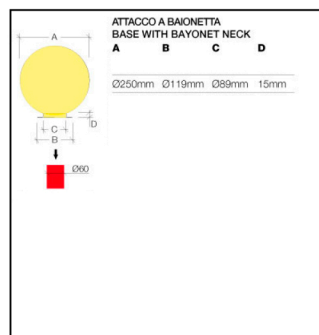 ATTACCO A BAIONETTA
BASE WITH BAYONET NECK
A B C D
Ø250mm Ø119mm Ø89mm 15mm
A
D
C
B
Ø60